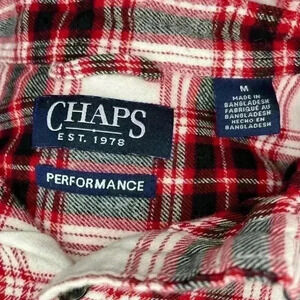 CHAPS
EST. 1978
PERFORMANCE
M
MADE IN
BANGLADESH
FABRIQUÉ AU
BANGLADESH
HECHO EN
BANGLADESH